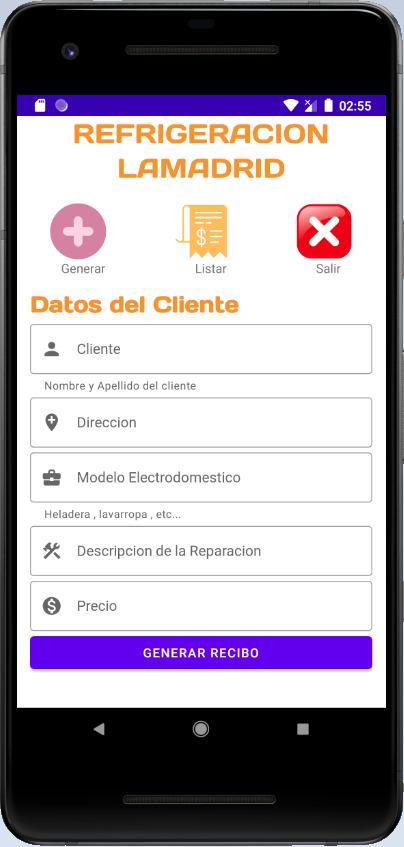 02:55
REFRIGERACION
LAMADRID
$
Generar
Listar
Salir
Datos del Cliente
Cliente
Nombre y Apellido del cliente
Direccion
Modelo Electrodomestico
Heladera , lavarropa , etc...
Descripcion de la Reparacion
$ Precio
GENERAR RECIBO